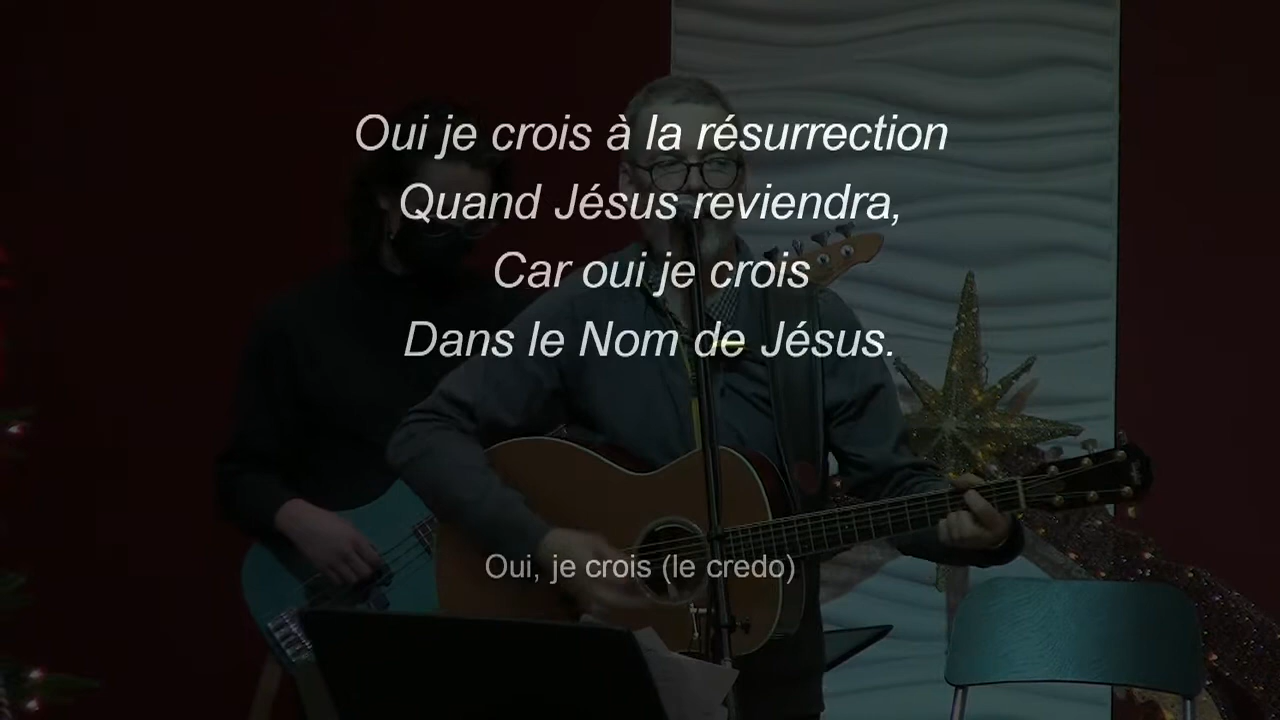 Oui je crois à la résurrection
Quand Jésus reviendra,
Car oui je crois
Dans le Nom de Jésus.
Oui, je crois (le credo)